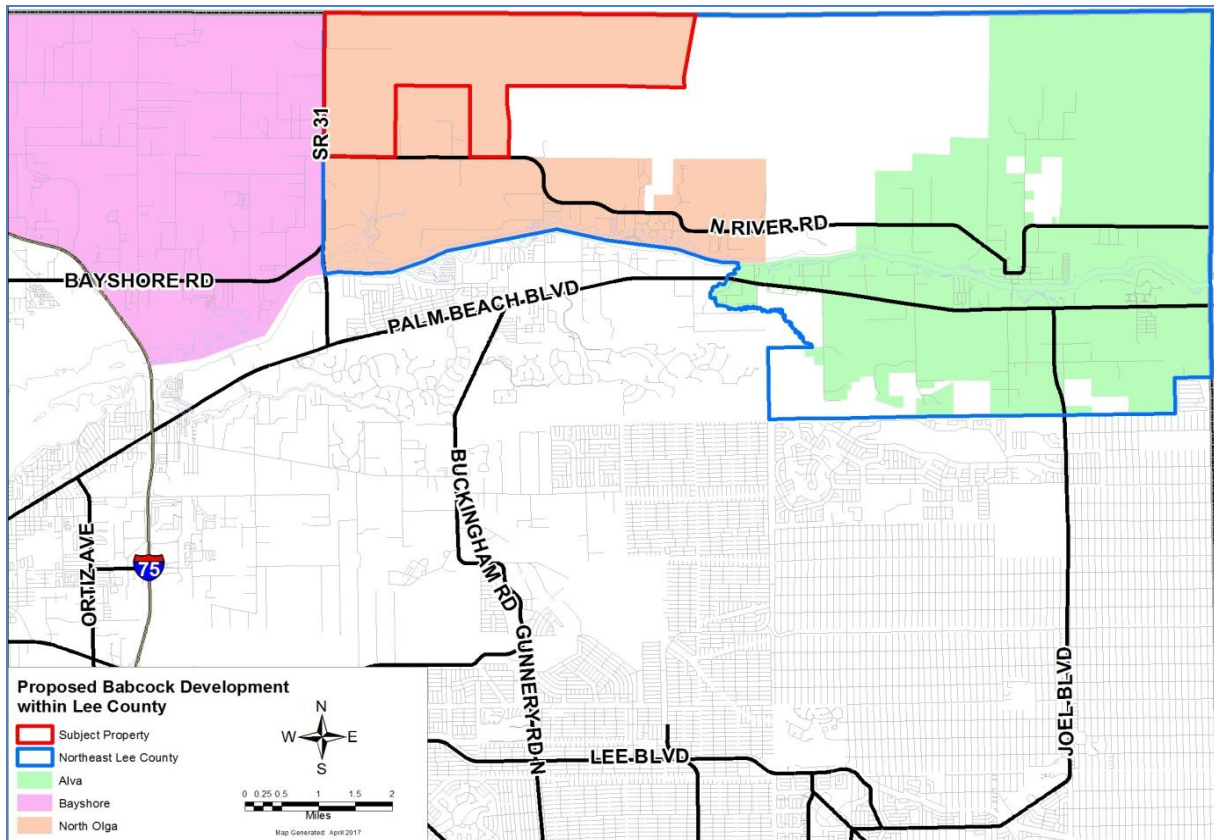 SR 31
N RIVER RD
BAYSHORE RD
PALM BEACH BLVD
BUCKINGHAM RD
ORTIZ AVE
75
GUNNERY RD N
JOEL BLVD
LEE BLVD
Proposed Babcock Development
within Lee County
Subject Property
Northeast Lee County
Alva
Bayshore
North Olga
N
W E
S
0 0.25 0.5 1 1.5 2
Miles
Map Generated: April 2017